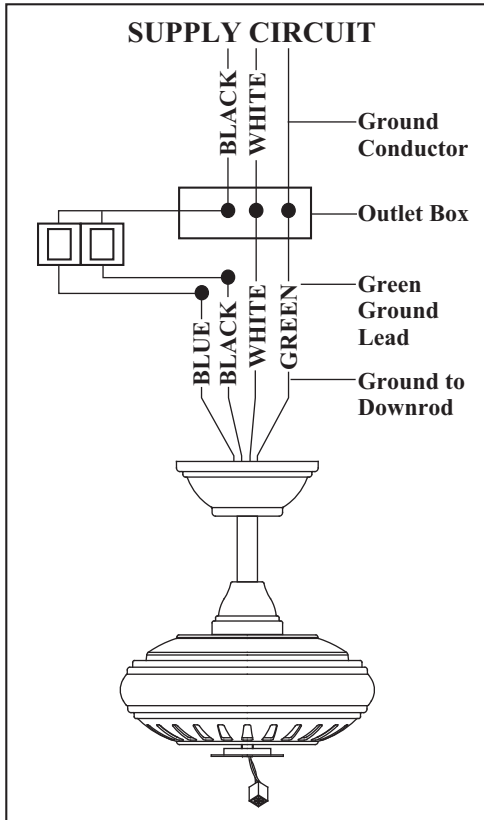 SUPPLY CIRCUIT
BLACK
WHITE
Ground
Conductor
Outlet Box
BLUE
BLACK
WHITE
GREEN
Green
Ground
Lead
Ground to
Downrod